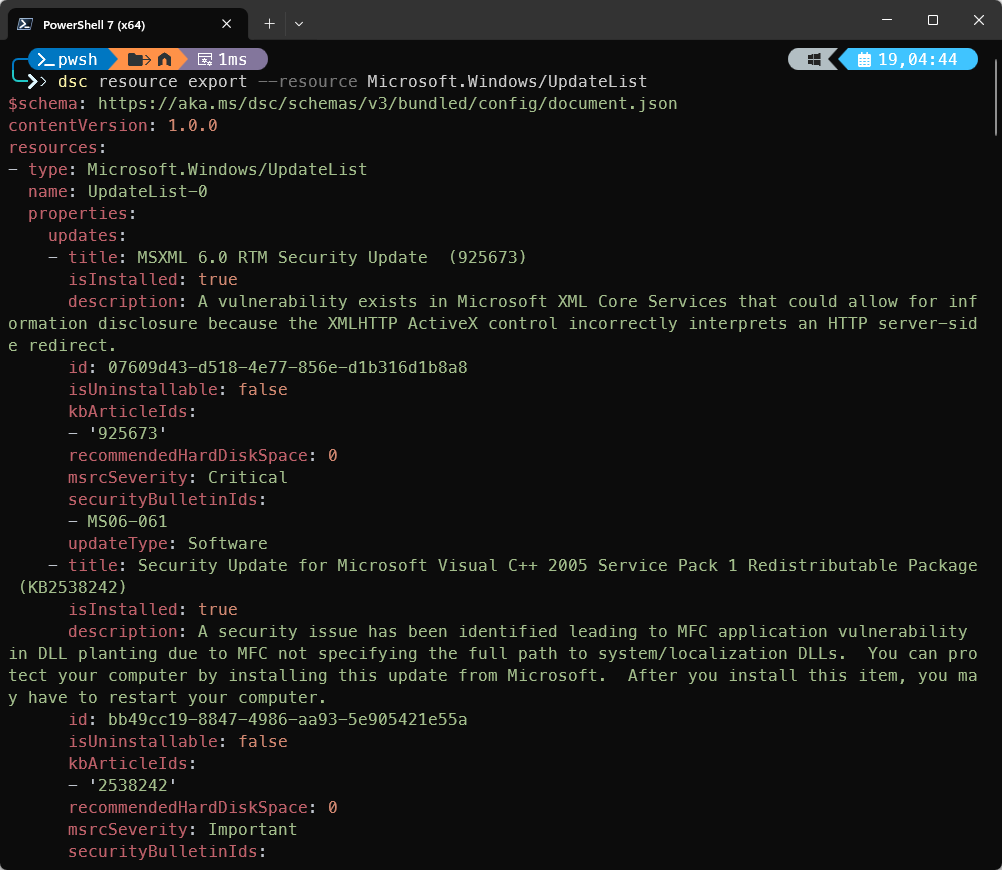 PowerShell 7 (x64)
pwsh 1ms 19,04:44
dsc resource export --resource Microsoft.Windows/UpdateList
$schema: https://aka.ms/dsc/schemas/v3/bundled/config/document.json
contentVersion: 1.0.0
resources:
- type: Microsoft.Windows/UpdateList
  name: UpdateList-0
  properties:
    updates:
    - title: MSXML 6.0 RTM Security Update  (925673)
      isInstalled: true
      description: A vulnerability exists in Microsoft XML Core Services that could allow for inf
ormation disclosure because the XMLHTTP ActiveX control incorrectly interprets an HTTP server-sid
e redirect.
      id: 07609d43-d518-4e77-856e-d1b316d1b8a8
      isUninstallable: false
      kbArticleIds:
      - '925673'
      recommendedHardDiskSpace: 0
      msrcSeverity: Critical
      securityBulletinIds:
      - MS06-061
      updateType: Software
    - title: Security Update for Microsoft Visual C++ 2005 Service Pack 1 Redistributable Package
 (KB2538242)
      isInstalled: true
      description: A security issue has been identified leading to MFC application vulnerability
in DLL planting due to MFC not specifying the full path to system/localization DLLs.  You can pro
tect your computer by installing this update from Microsoft.  After you install this item, you ma
y have to restart your computer.
      id: bb49cc19-8847-4986-aa93-5e905421e55a
      isUninstallable: false
      kbArticleIds:
      - '2538242'
      recommendedHardDiskSpace: 0
      msrcSeverity: Important
      securityBulletinIds: